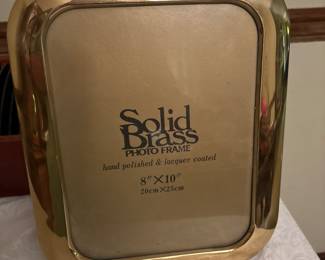 Solid
Brass
PHOTO FRAME
hand polished & lacquer coated
8"×10"
20cm×25cm